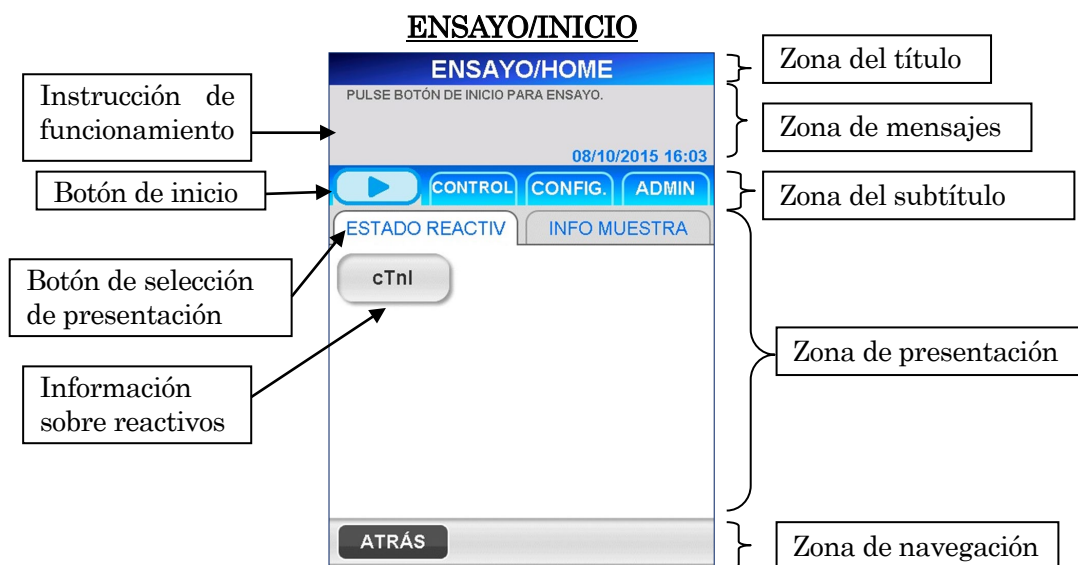 ENSAYO/INICIO
Instrucción de
funcionamiento
Botón de inicio
Botón de selección
de presentación
Información
sobre reactivos
ENSAYO/HOME
PULSE BOTÓN DE INICIO PARA ENSAYO.
08/10/2015 16:03
CONTROL CONFIG. ADMIN
ESTADO REACTIV INFO MUESTRA
cTnI
ATRÁS
Zona del título
Zona de mensajes
Zona del subtítulo
Zona de presentación
Zona de navegación